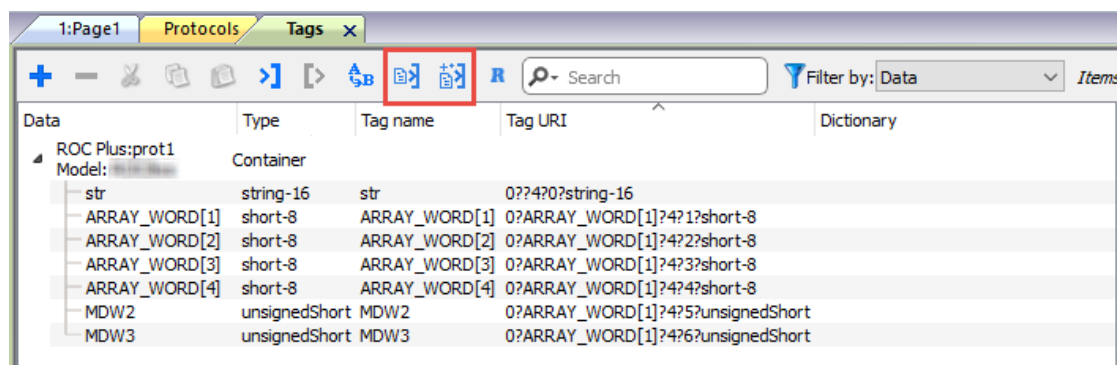 1:Page1 Protocols Tags
R Search Filter by: Data Items
Data Type Tag name Tag URI Dictionary
ROC Plus:prot1 Container
Model:
str string-16 str 0??4?0?string-16
ARRAY_WORD[1] short-8 ARRAY_WORD[1] 0?ARRAY_WORD[1]?4?1?short-8
ARRAY_WORD[2] short-8 ARRAY_WORD[2] 0?ARRAY_WORD[1]?4?2?short-8
ARRAY_WORD[3] short-8 ARRAY_WORD[3] 0?ARRAY_WORD[1]?4?3?short-8
ARRAY_WORD[4] short-8 ARRAY_WORD[4] 0?ARRAY_WORD[1]?4?4?short-8
MDW2 unsignedShort MDW2 0?ARRAY_WORD[1]?4?5?unsignedShort
MDW3 unsignedShort MDW3 0?ARRAY_WORD[1]?4?6?unsignedShort